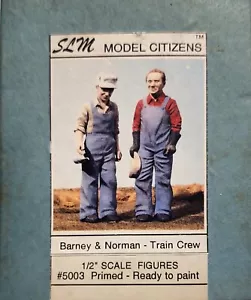 SLM MODEL CITIZENS TM
Barney & Norman - Train Crew
1/2" SCALE FIGURES
#5003 Primed - Ready to paint